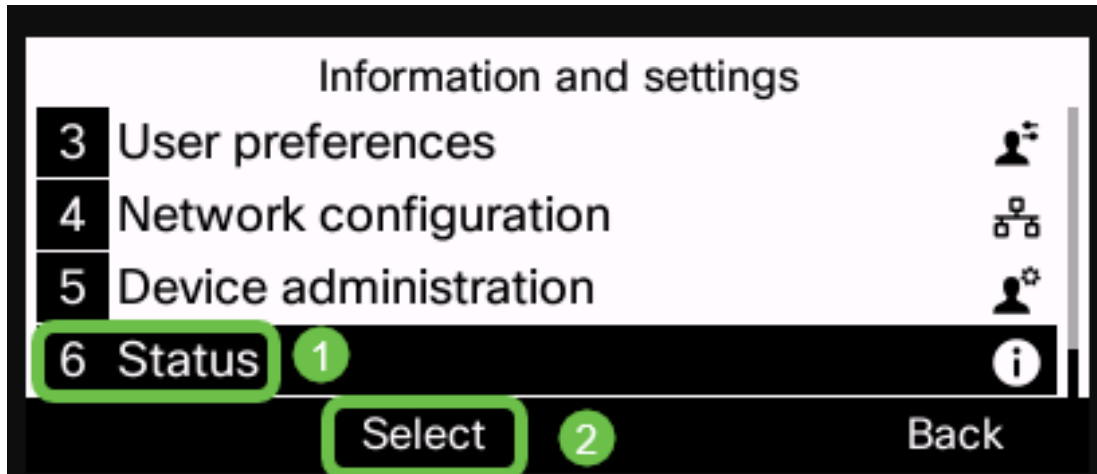 Information and settings
3 User preferences
4 Network configuration
5 Device administration
6 Status 1
Select 2 Back